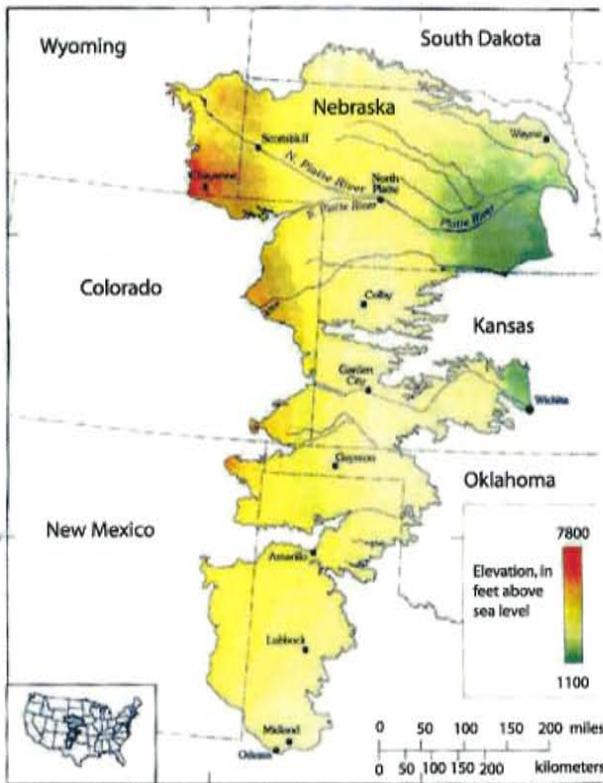 Wyoming
South Dakota
Nebraska
Wayne
Scottsbluff
N. Platte River
Cheyenne
North
Platte
S. Platte River
Platte River
Colorado
Colby
Kansas
Garden
City
Wichita
Guymon
Oklahoma
New Mexico
Amarillo
7800
Elevation, in
feet above
sea level
1100
Lubbock
Midland
Odessa
0 50 100 150 200 miles
0 50 100 150 200 kilometers